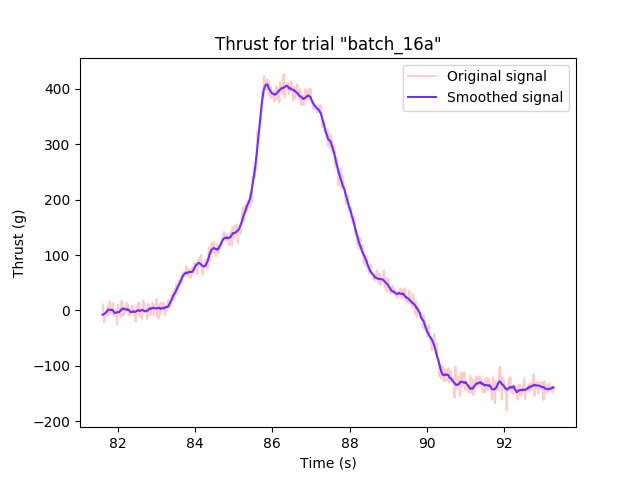 Thrust for trial "batch_16a"
Original signal
Smoothed signal
Thrust (g)
400
300
200
100
0
−100
−200
82 84 86 88 90 92
Time (s)